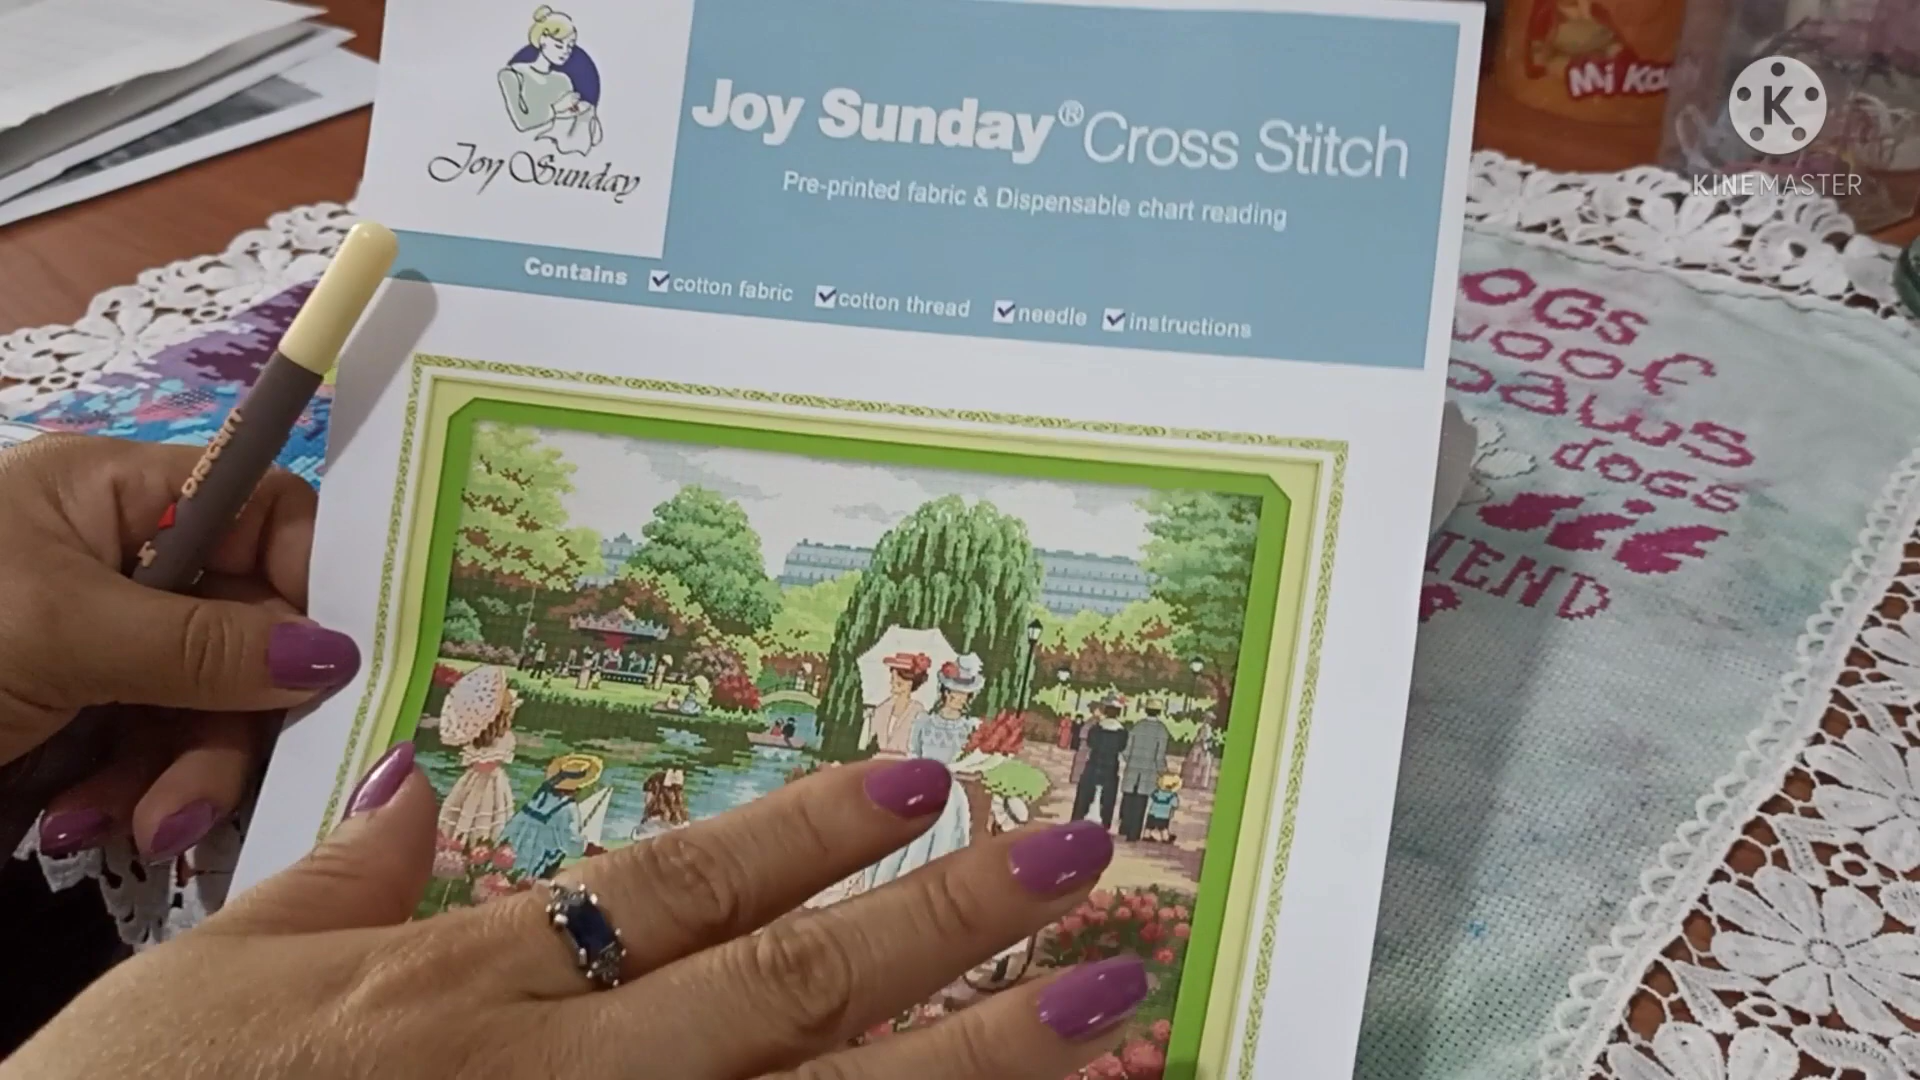 Joy Sunday
Joy Sunday® Cross Stitch
Pre-printed fabric & Dispensable chart reading
Contains cotton fabric cotton thread needle instructions
KINEMASTER
OGS
woof
paws
dogs
IEND